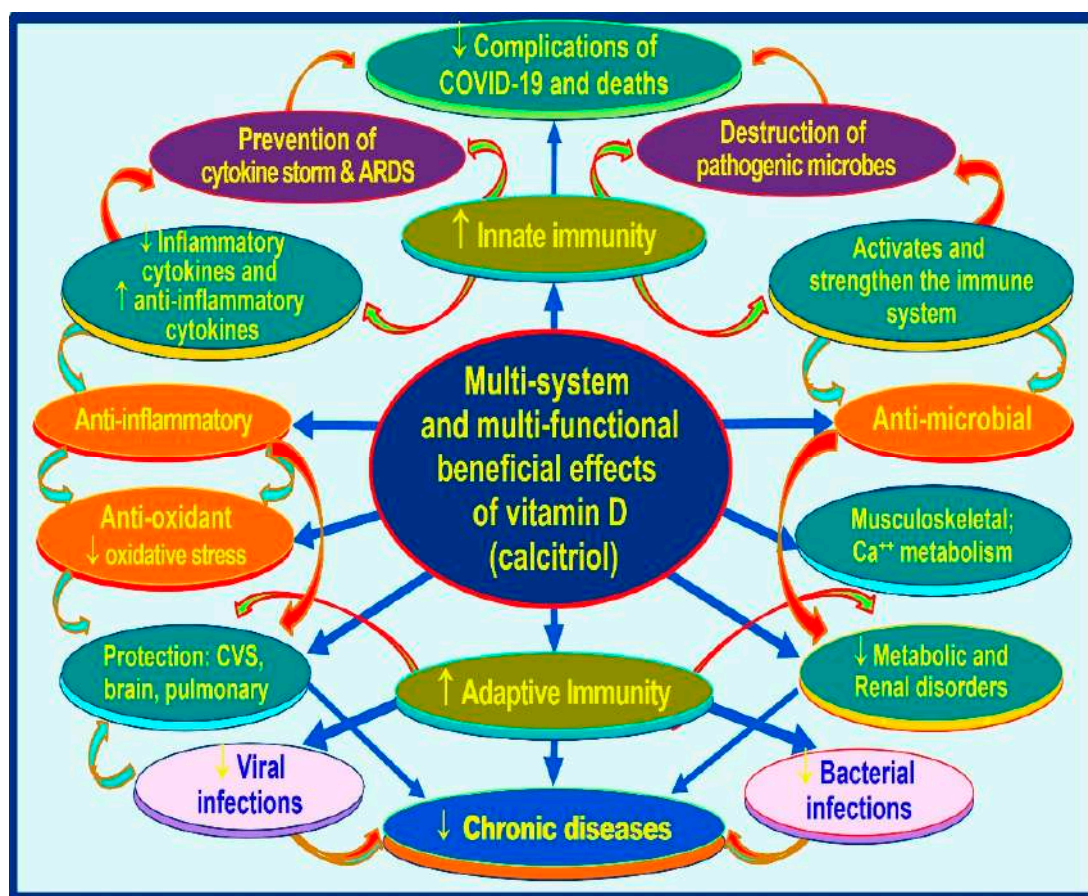 ↓ Complications of
COVID-19 and deaths
Prevention of
cytokine storm & ARDS
Destruction of
pathogenic microbes
↑ Innate immunity
↓ Inflammatory
cytokines and
↑ anti-inflammatory
cytokines
Activates and
strengthen the immune
system
Multi-system
and multi-functional
beneficial effects
of vitamin D
(calcitriol)
Anti-inflammatory
Anti-microbial
Anti-oxidant
↓ oxidative stress
Musculoskeletal;
Ca⁺⁺ metabolism
Protection: CVS,
brain, pulmonary
↑ Adaptive Immunity
↓ Metabolic and
Renal disorders
↓ Viral
infections
↓ Bacterial
infections
↓ Chronic diseases